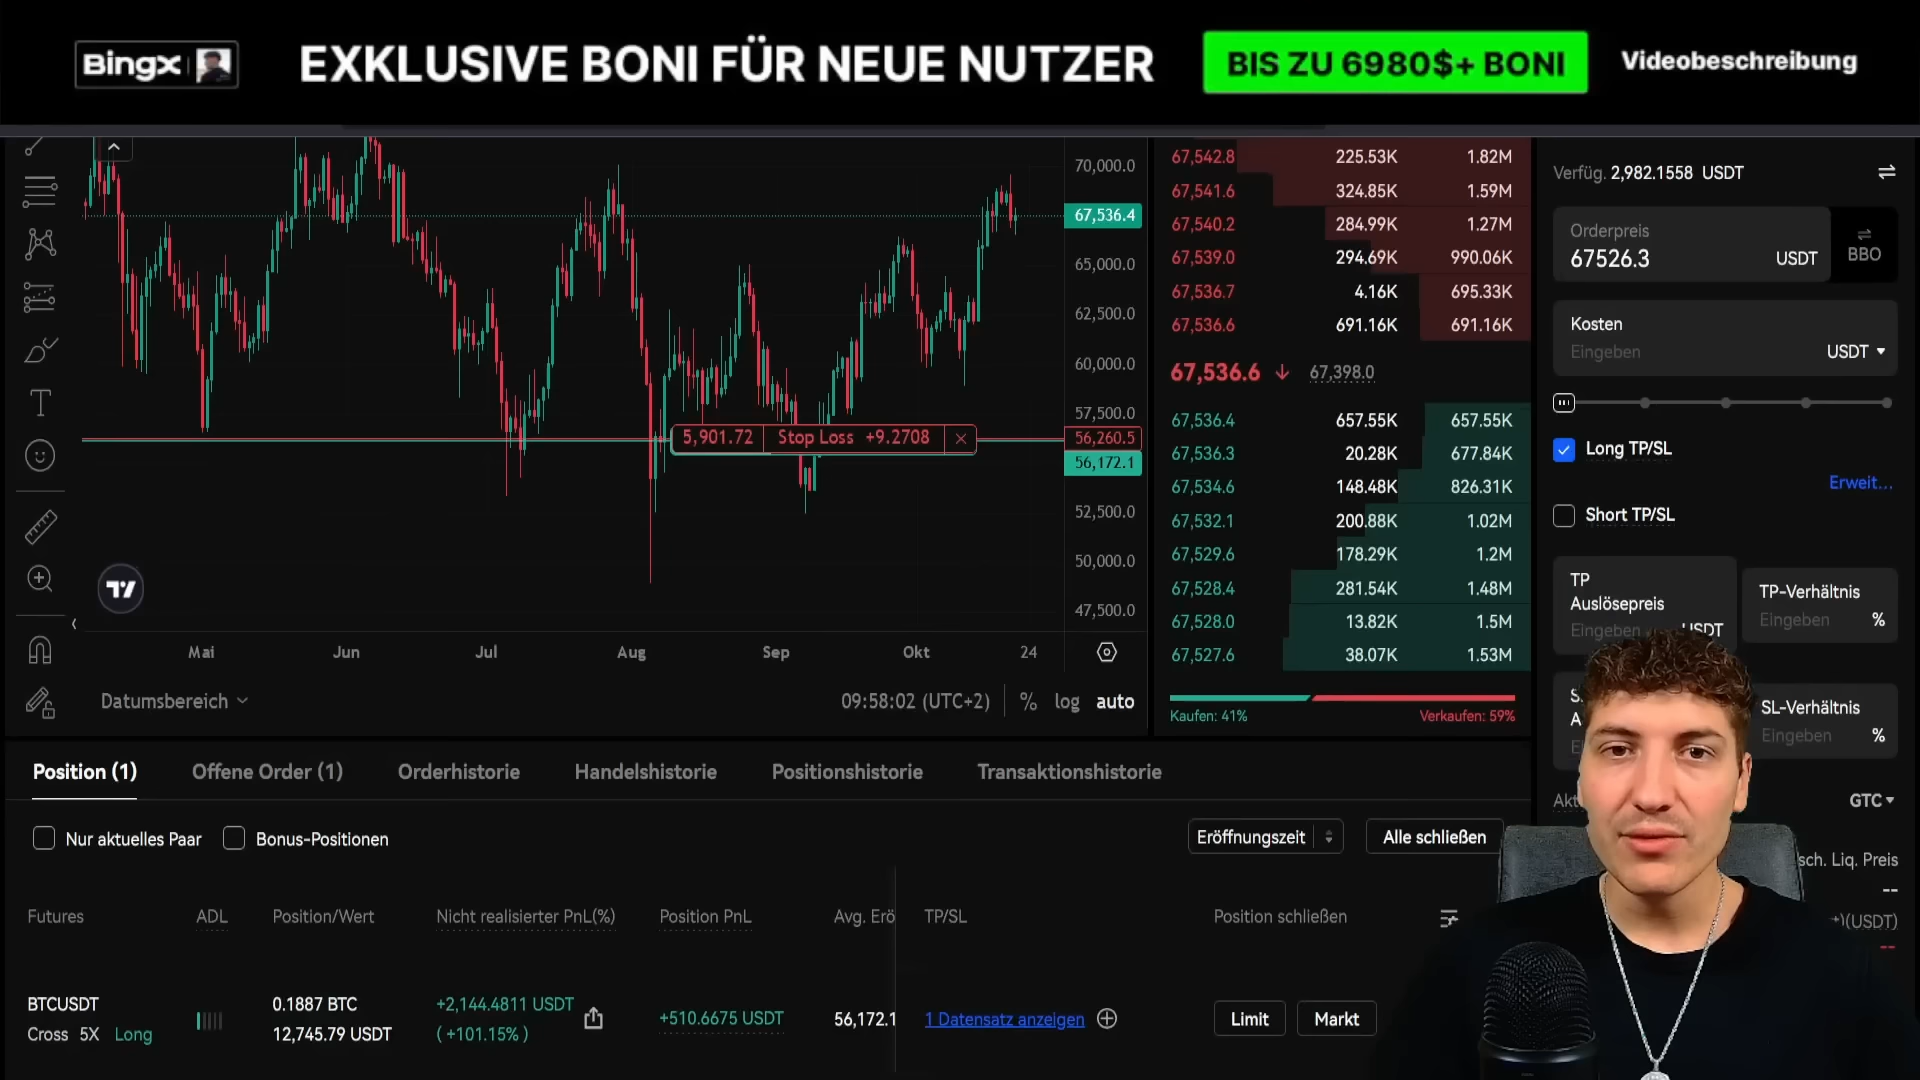 Bingx
EXKLUSIVE BONI FÜR NEUE NUTZER
BIS ZU 6980$+ BONI
Videobeschreibung
70,000.0
67,536.4
65,000.0
62,500.0
60,000.0
57,500.0
56,260.5
56,172.1
52,500.0
50,000.0
47,500.0
5,901.72 Stop Loss +9.2708
Mai Jun Jul Aug Sep Okt 24
Datumsbereich
09:58:02 (UTC+2) % log auto
67,542.8 225.53K 1.82M
67,541.6 324.85K 1.59M
67,540.2 284.99K 1.27M
67,539.0 294.69K 990.06K
67,536.7 4.16K 695.33K
67,536.6 691.16K 691.16K
67,536.6 ↓ 67,398.0
67,536.4 657.55K 657.55K
67,536.3 20.28K 677.84K
67,534.6 148.48K 826.31K
67,532.1 200.88K 1.02M
67,529.6 178.29K 1.2M
67,528.4 281.54K 1.48M
67,528.0 13.82K 1.5M
67,527.6 38.07K 1.53M
Kaufen: 41% Verkaufen: 59%
Verfüg. 2,982.1558 USDT
Orderpreis
67526.3 USDT
BBO
Kosten
Eingeben USDT
Long TP/SL
Erweit...
Short TP/SL
TP
Auslösepreis
Eingeben USDT
TP-Verhältnis
Eingeben %
SL-Verhältnis
Eingeben %
GTC
sch. Liq. Preis
--
(USDT)
--
Position (1) Offene Order (1) Orderhistorie Handelshistorie Positionshistorie Transaktionshistorie
Nur aktuelles Paar Bonus-Positionen
Eröffnungszeit Alle schließen
Futures ADL Position/Wert Nicht realisierter PnL(%) Position PnL Avg. Erö TP/SL Position schließen
BTCUSDT 0.1887 BTC +2,144.4811 USDT
+510.6675 USDT 56,172.1 1 Datensatz anzeigen Limit Markt
Cross 5X Long 12,745.79 USDT (+101.15%)